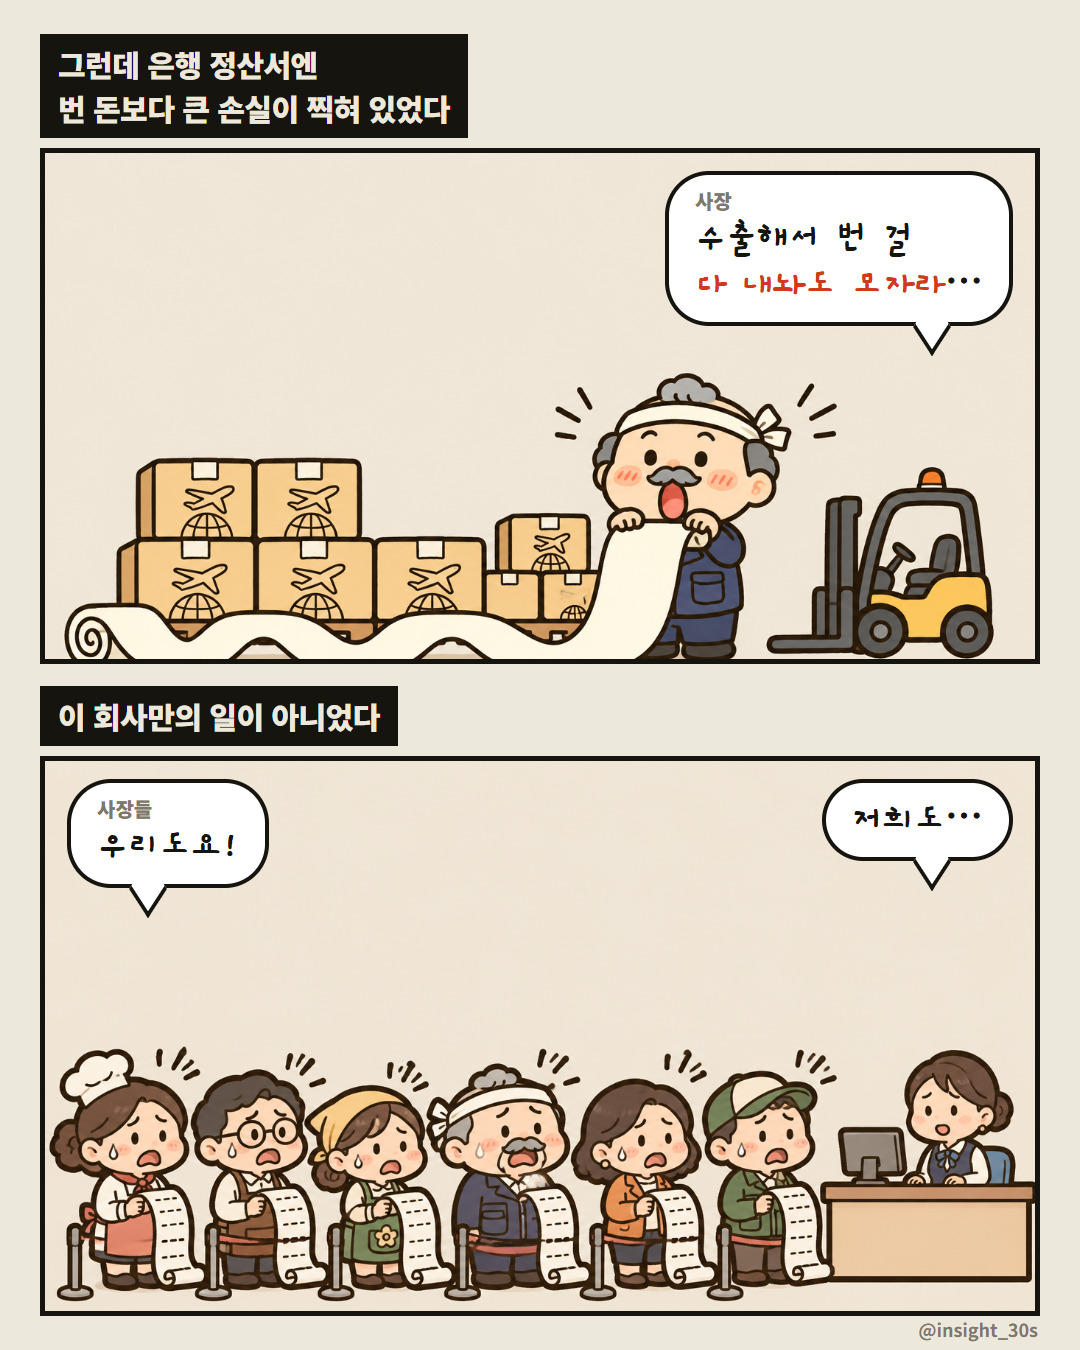 그런데 은행 정산서엔
번 돈보다 큰 손실이 찍혀 있었다
사장
수출해서 번 걸
다 내놔도 모자라…
이 회사만의 일이 아니었다
사장들
우리도요!
저희도…
@insight_30s